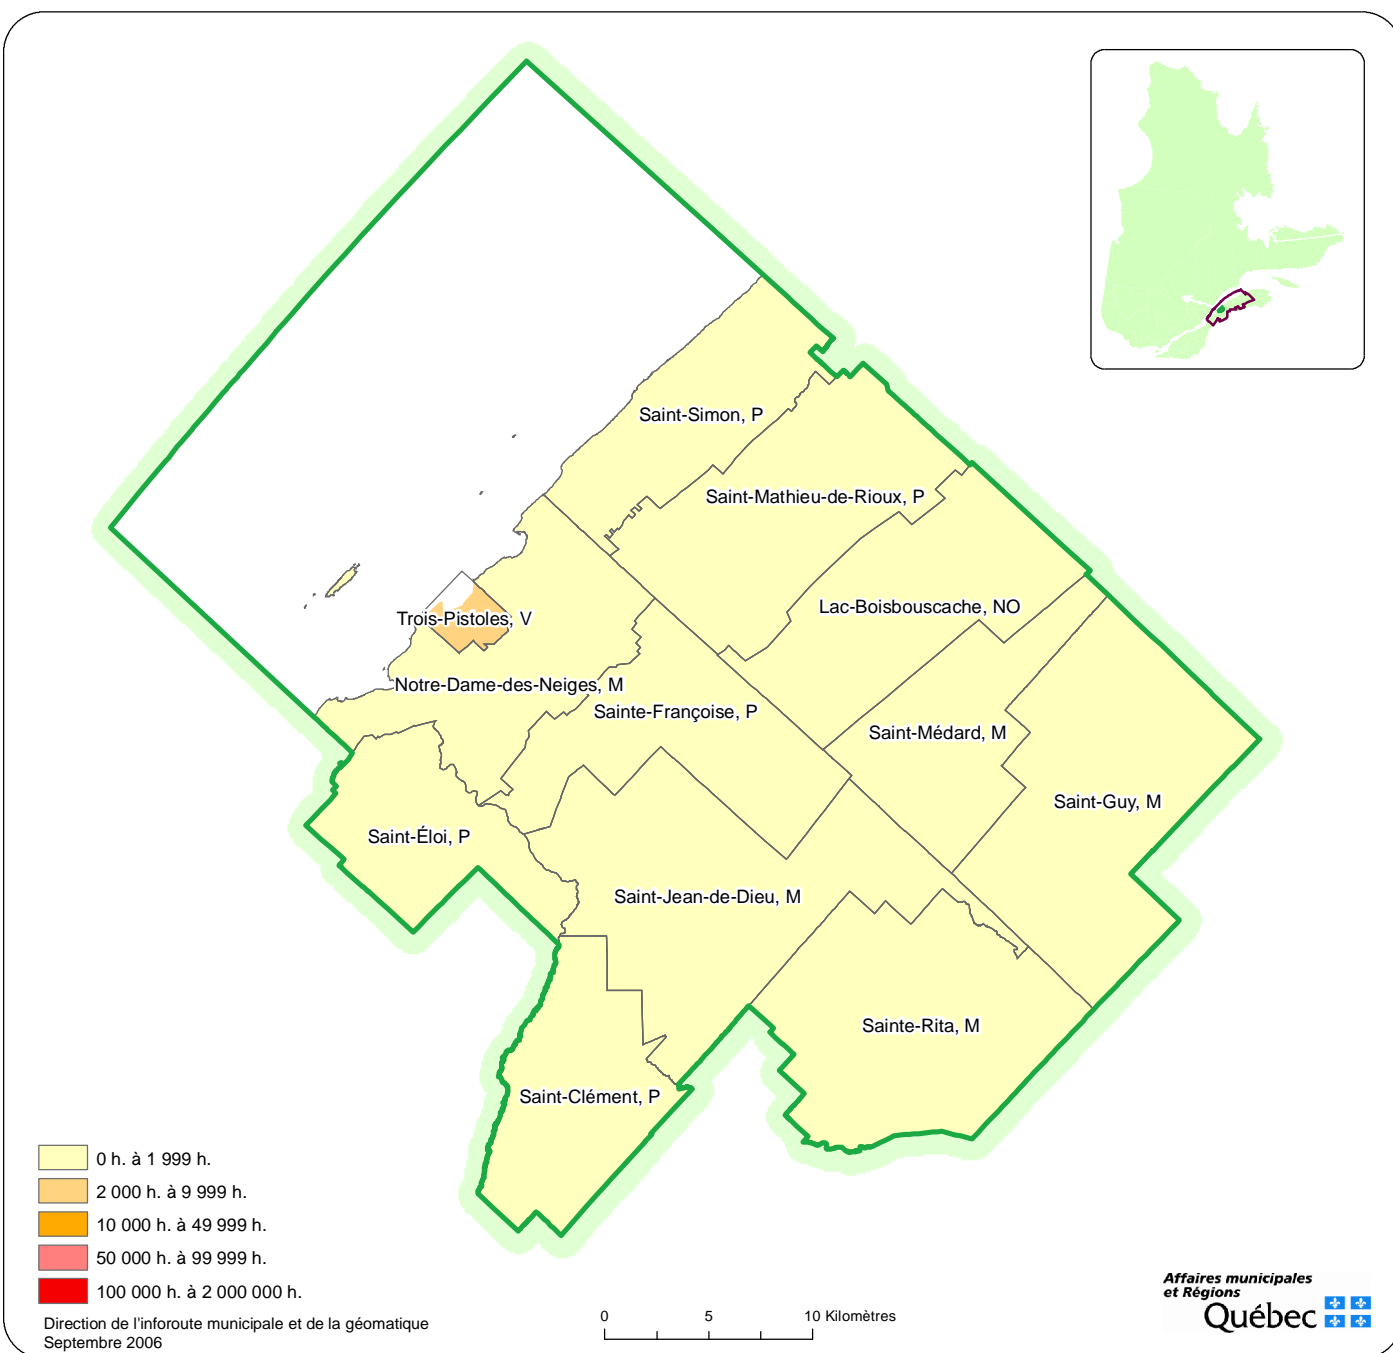 Saint-Simon, P
Saint-Mathieu-de-Rioux, P
Lac-Boisbouscache, NO
Trois-Pistoles, V
Notre-Dame-des-Neiges, M
Sainte-Françoise, P
Saint-Médard, M
Saint-Guy, M
Saint-Éloi, P
Saint-Jean-de-Dieu, M
Sainte-Rita, M
Saint-Clément, P
0 h. à 1 999 h.
2 000 h. à 9 999 h.
10 000 h. à 49 999 h.
50 000 h. à 99 999 h.
100 000 h. à 2 000 000 h.
Direction de l'inforoute municipale et de la géomatique
Septembre 2006
0 5 10 Kilomètres
Affaires municipales
et Régions
Québec